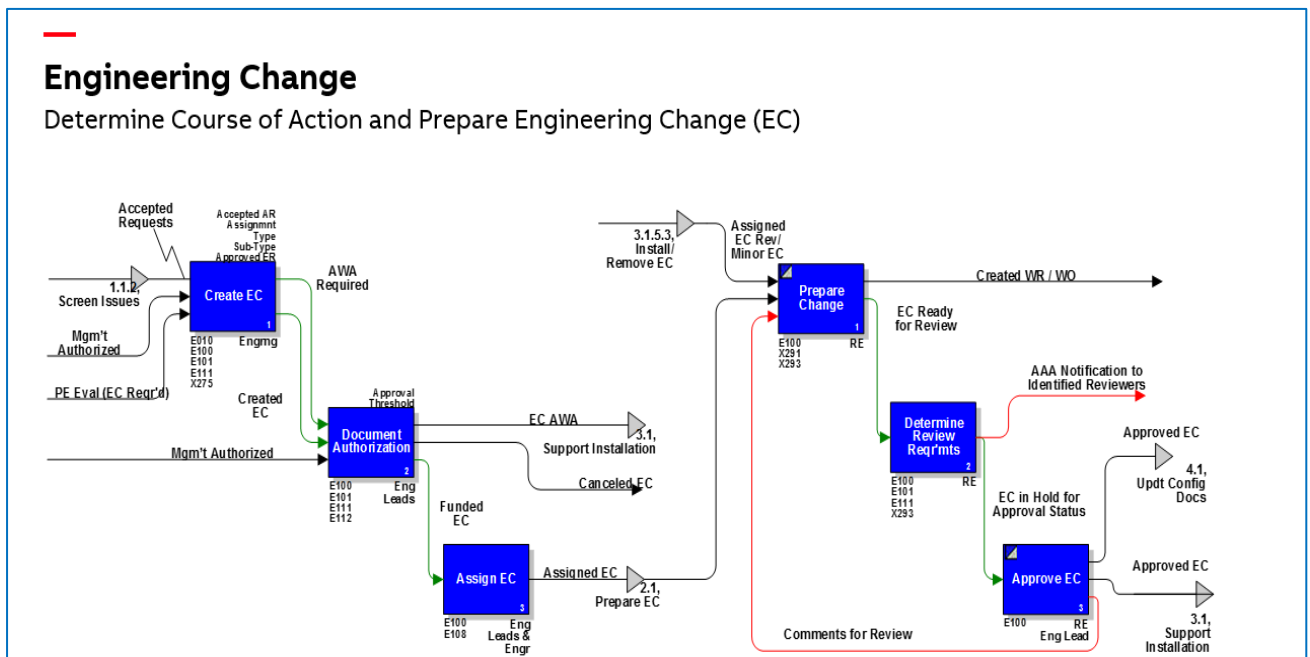 Engineering Change
Determine Course of Action and Prepare Engineering Change (EC)
Accepted
Requests
Accepted AR
Assignmnt
Type
Sub-Type
Approved ER
AWA
Required
1.1.2,
Screen Issues
Create EC
1
E010
E100
E101
E111
X275
Engrng
Mgm't
Authorized
PE Eval (EC Reqr'd)
Created
EC
Approval
Threshold
Mgm't Authorized
Document
Authorization
2
E100
E101
E111
E112
Eng
Leads
EC AWA
3.1,
Support Installation
Canceled EC
Funded
EC
Assign EC
3
E100
E108
Eng
Leads &
Engr
Assigned EC
2.1,
Prepare EC
3.1.5.3,
Install/
Remove EC
Assigned
EC Rev/
Minor EC
Prepare
Change
1
E100
X291
X293
RE
Created WR / WO
EC Ready
for Review
AAA Notification to
Identified Reviewers
Determine
Review
Reqr'mts
2
E100
E101
E111
X293
RE
EC in Hold for
Approval Status
Approved EC
4.1,
Updt Config
Docs
Approve EC
3
E100
RE
Eng Lead
Approved EC
3.1,
Support
Installation
Comments for Review